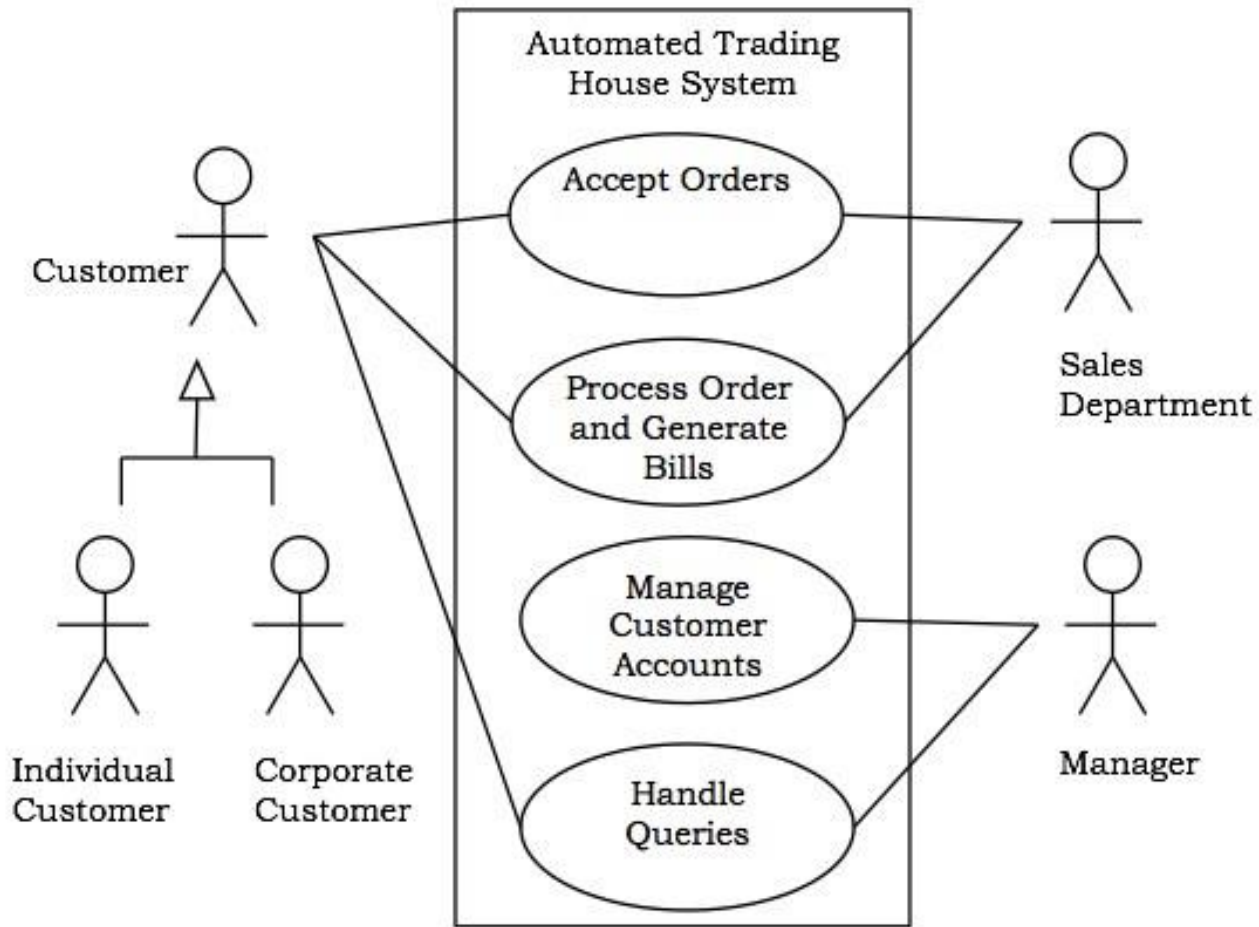 Automated Trading
House System
Accept Orders
Customer
Process Order
and Generate
Bills
Sales
Department
Manage
Customer
Accounts
Individual
Customer
Corporate
Customer
Manager
Handle
Queries